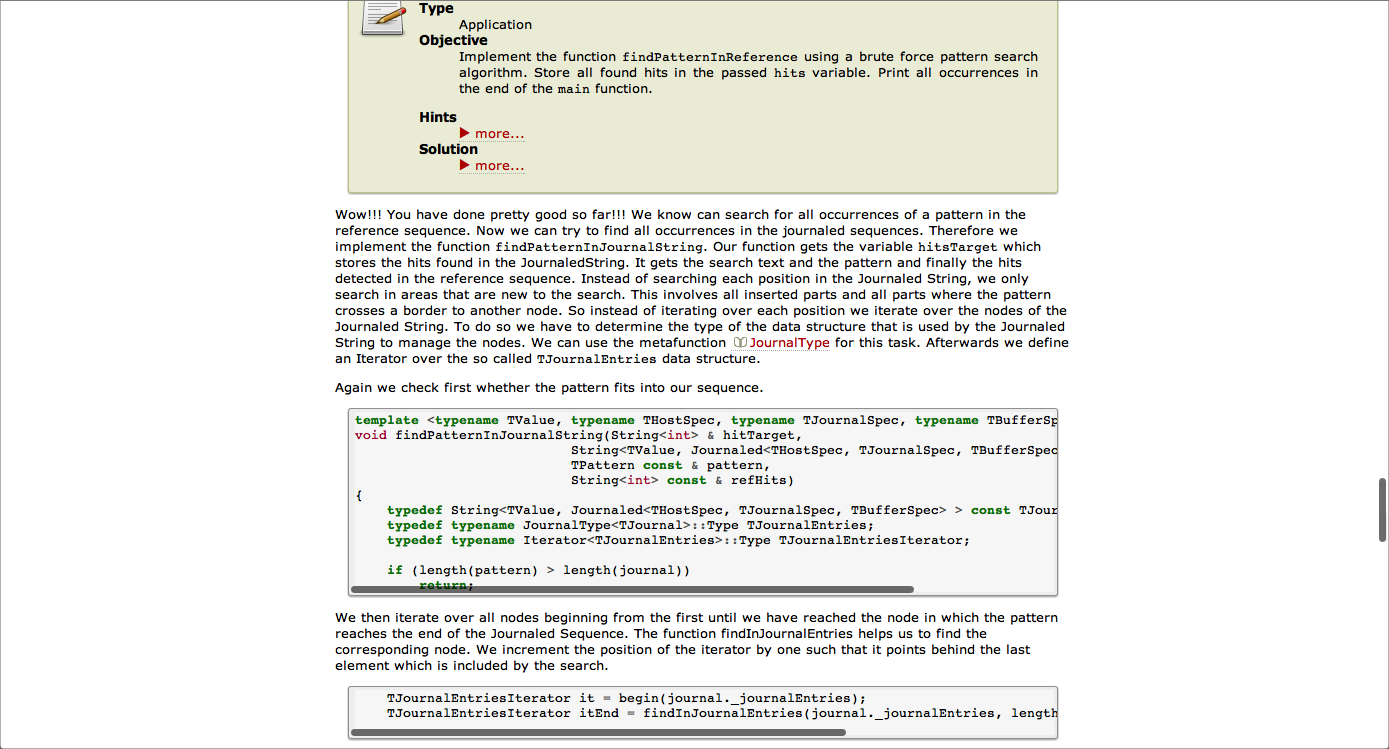 Type
Application
Objective
Implement the function findPatternInReference using a brute force pattern search
algorithm. Store all found hits in the passed hits variable. Print all occurrences in
the end of the main function.
Hints
more...
Solution
more...
Wow!!! You have done pretty good so far!!! We know can search for all occurrences of a pattern in the
reference sequence. Now we can try to find all occurrences in the journaled sequences. Therefore we
implement the function findPatternInJournalString. Our function gets the variable hitsTarget which
stores the hits found in the JournaledString. It gets the search text and the pattern and finally the hits
detected in the reference sequence. Instead of searching each position in the Journaled String, we only
search in areas that are new to the search. This involves all inserted parts and all parts where the pattern
crosses a border to another node. So instead of iterating over each position we iterate over the nodes of the
Journaled String. To do so we have to determine the type of the data structure that is used by the Journaled
String to manage the nodes. We can use the metafunction JournalType for this task. Afterwards we define
an Iterator over the so called TJournalEntries data structure.
Again we check first whether the pattern fits into our sequence.
template <typename TValue, typename THostSpec, typename TJournalSpec, typename TBufferSp
void findPatternInJournalString(String<int> & hitTarget,
String<TValue, Journaled<THostSpec, TJournalSpec, TBufferSpec
TPattern const & pattern,
String<int> const & refHits)
{
typedef String<TValue, Journaled<THostSpec, TJournalSpec, TBufferSpec> > const TJour
typedef typename JournalType<TJournal>::Type TJournalEntries;
typedef typename Iterator<TJournalEntries>::Type TJournalEntriesIterator;
if (length(pattern) > length(journal))
return;
We then iterate over all nodes beginning from the first until we have reached the node in which the pattern
reaches the end of the Journaled Sequence. The function findInJournalEntries helps us to find the
corresponding node. We increment the position of the iterator by one such that it points behind the last
element which is included by the search.
TJournalEntriesIterator it = begin(journal._journalEntries);
TJournalEntriesIterator itEnd = findInJournalEntries(journal._journalEntries, length